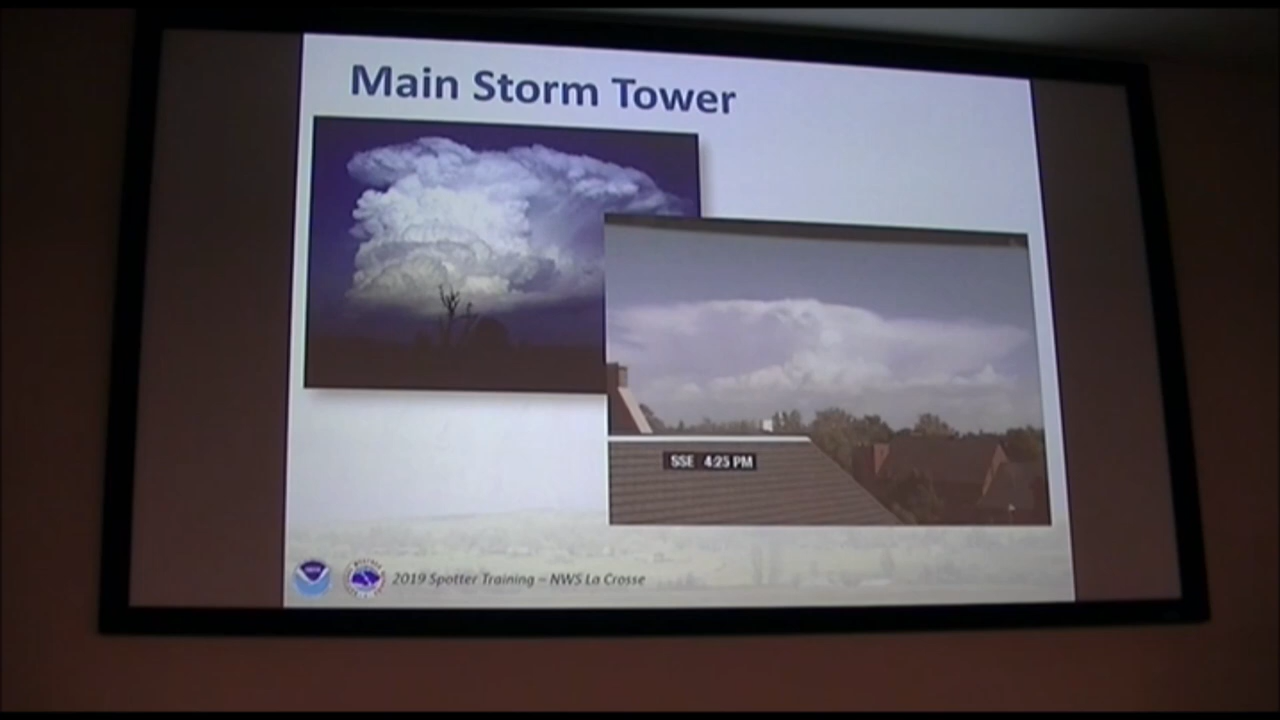 Main Storm Tower
SSE 4:25 PM
2019 Spotter Training – NWS La Crosse